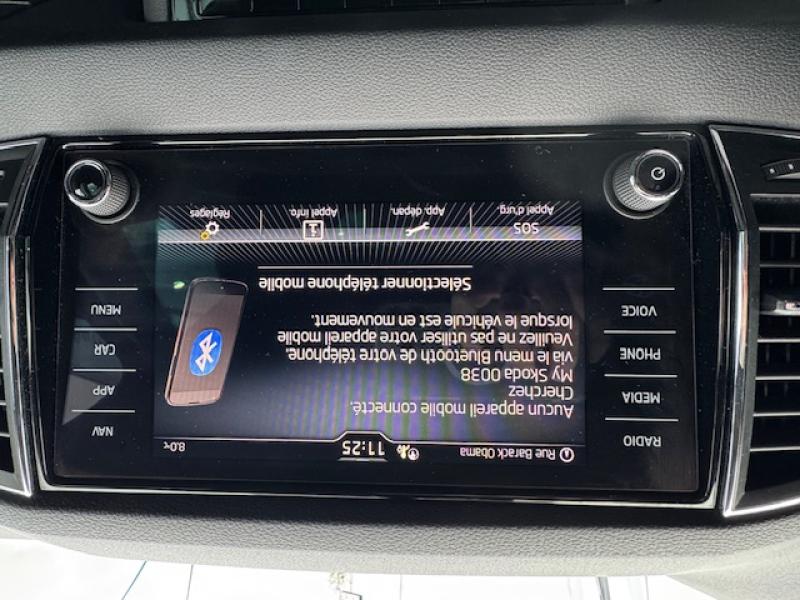 Rue Barack Obama
11:25
8.0°C
RADIO
MEDIA
PHONE
VOICE
NAV
APP
CAR
MENU
Aucun appareil mobile connecté.
Cherchez
My Skoda 0038
via le menu Bluetooth de votre téléphone.
Veuillez ne pas utiliser votre appareil mobile
lorsque le véhicule est en mouvement.
Sélectionner téléphone mobile
SOS
Appel d'urg.
App. dépan.
i
Appel Info.
Réglages